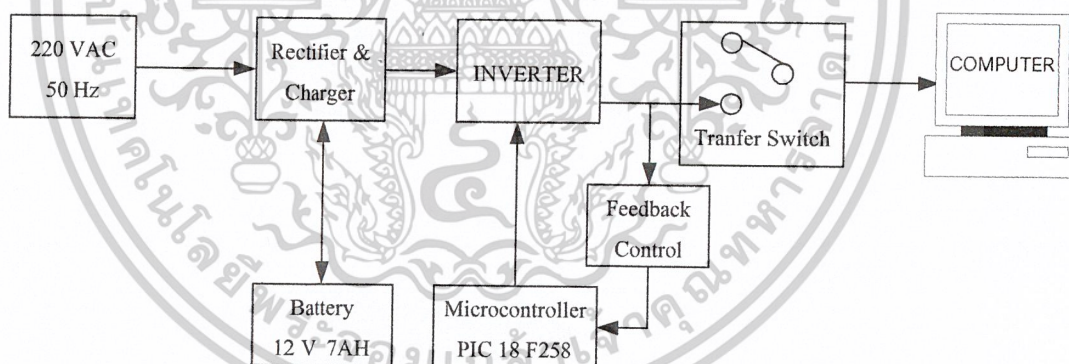 220 VAC
50 Hz
Rectifier &
Charger
INVERTER
Tranfer Switch
COMPUTER
Feedback
Control
Battery
12 V 7AH
Microcontroller
PIC 18 F258